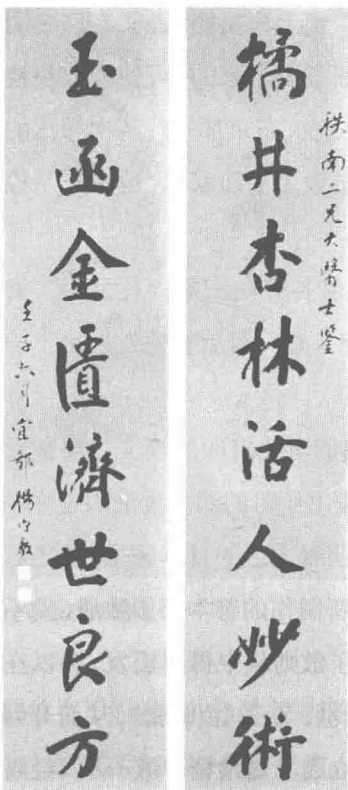 秩南二兄大醫士鑒
橘井杏林活人妙術
玉函金匱濟世良方
壬子六月宜都楊守敬